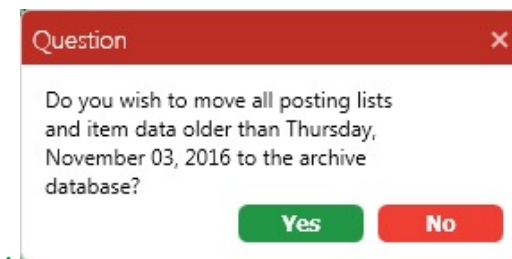 Question
Do you wish to move all posting lists
and item data older than Thursday,
November 03, 2016 to the archive
database?
Yes No